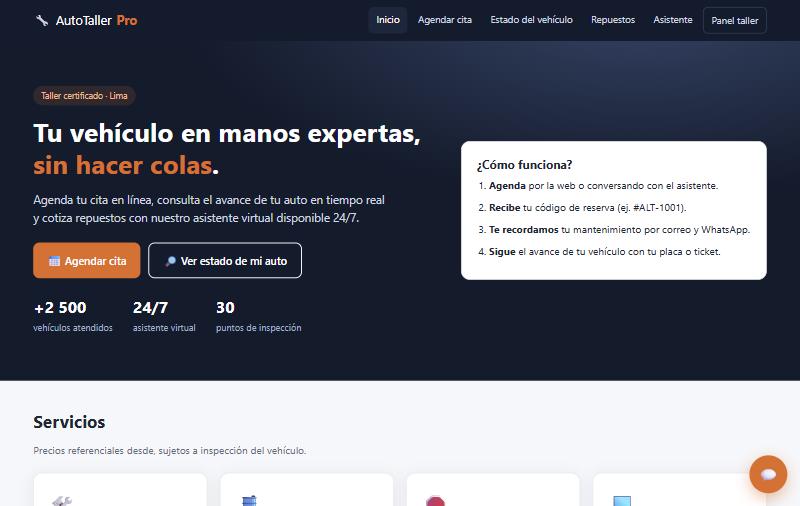 AutoTaller Pro
Inicio
Agendar cita
Estado del vehículo
Repuestos
Asistente
Panel taller
Taller certificado · Lima
Tu vehículo en manos expertas,
sin hacer colas.
Agenda tu cita en línea, consulta el avance de tu auto en tiempo real
y cotiza repuestos con nuestro asistente virtual disponible 24/7.
Agendar cita
Ver estado de mi auto
+2 500
vehículos atendidos
24/7
asistente virtual
30
puntos de inspección
¿Cómo funciona?
1. Agenda por la web o conversando con el asistente.
2. Recibe tu código de reserva (ej. #ALT-1001).
3. Te recordamos tu mantenimiento por correo y WhatsApp.
4. Sigue el avance de tu vehículo con tu placa o ticket.
Servicios
Precios referenciales desde, sujetos a inspección del vehículo.